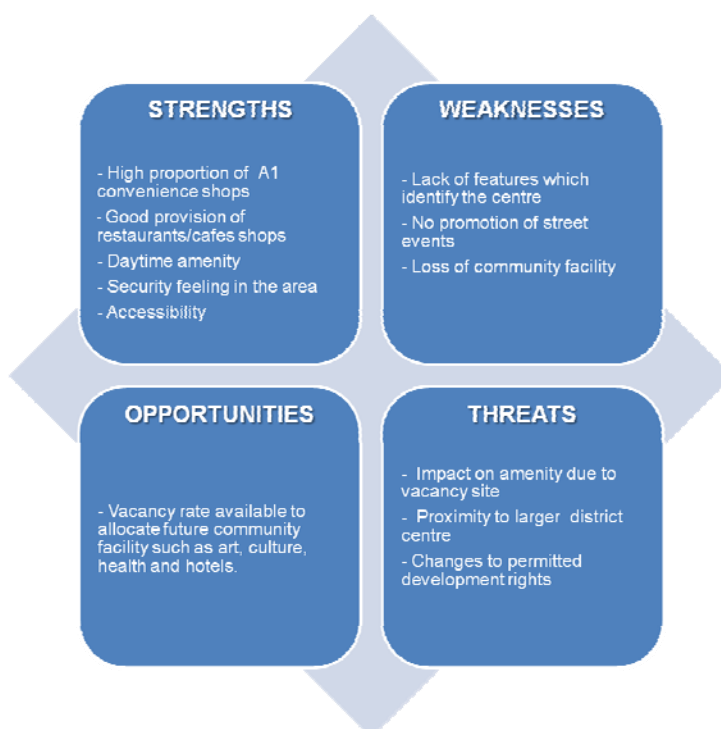 STRENGTHS
- High proportion of A1
convenience shops
- Good provision of
restaurants/cafes shops
- Daytime amenity
- Security feeling in the area
- Accessibility
WEAKNESSES
- Lack of features which
identify the centre
- No promotion of street
events
- Loss of community facility
OPPORTUNITIES
- Vacancy rate available to
allocate future community
facility such as art, culture,
health and hotels.
THREATS
- Impact on amenity due to
vacancy site
- Proximity to larger district
centre
- Changes to permitted
development rights